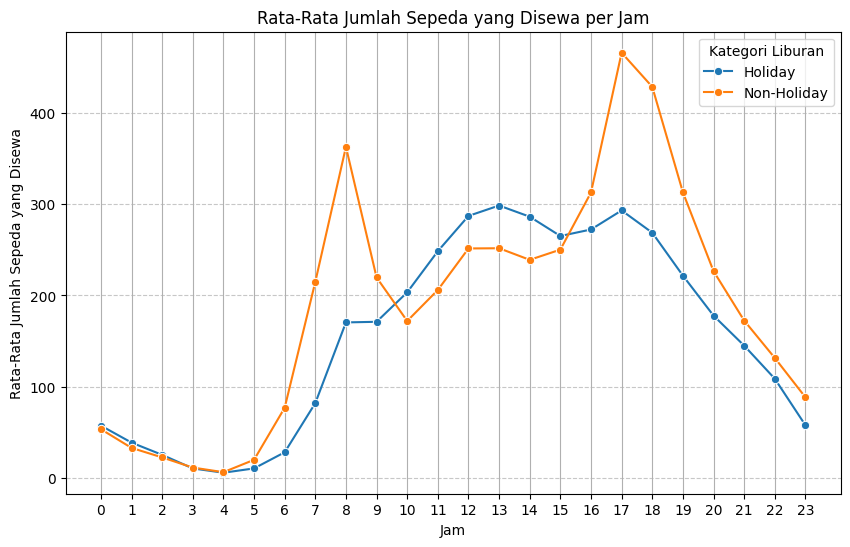 Rata-Rata Jumlah Sepeda yang Disewa per Jam
Kategori Liburan
Holiday
Non-Holiday
Rata-Rata Jumlah Sepeda yang Disewa
400
300
200
100
0
0 1 2 3 4 5 6 7 8 9 10 11 12 13 14 15 16 17 18 19 20 21 22 23
Jam